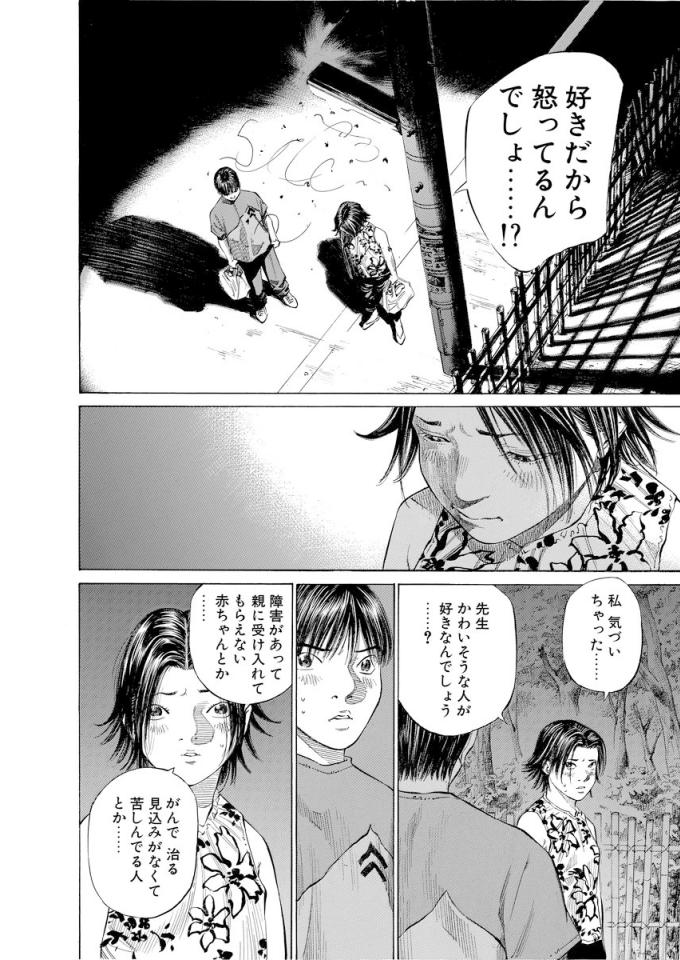 好きだから
怒ってるん
でしょ……!?
私 気づい
ちゃった……
先生
かわいそうな人が
好きなんでしょう
……？
障害があって
親に受け入れて
もらえない
赤ちゃんとか
……
がんで 治る
見込みがなくて
苦しんでる人
とか……